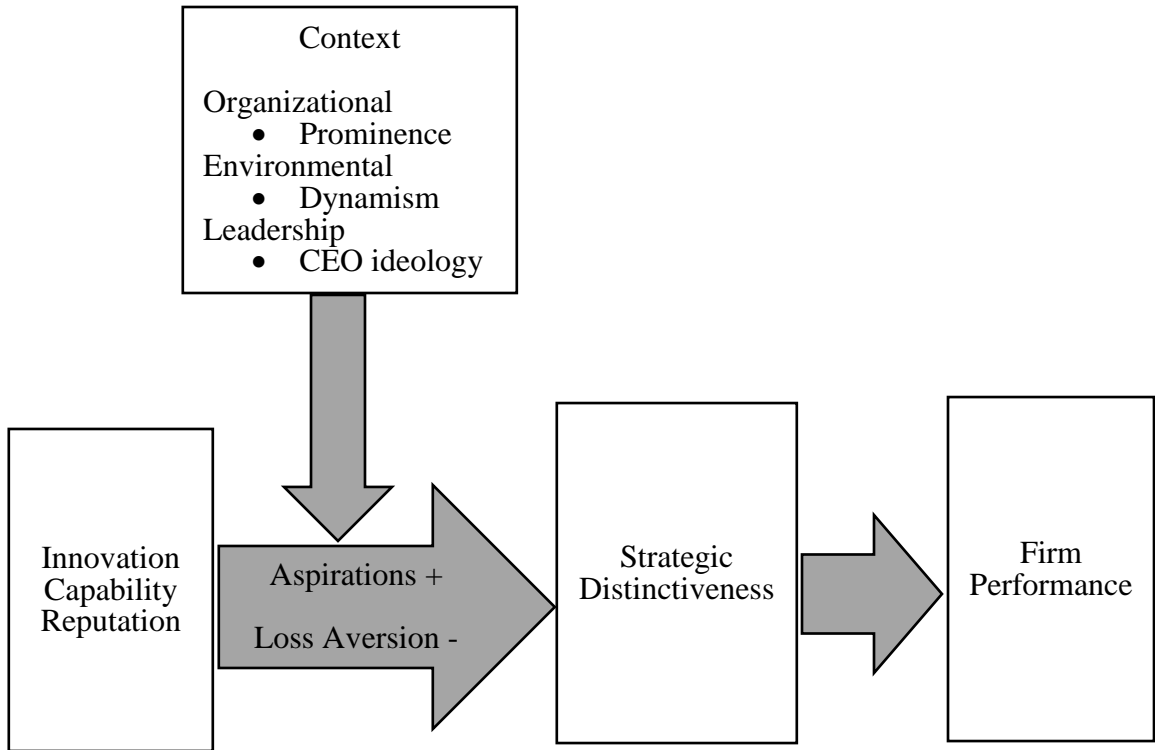 Context
Organizational
• Prominence
Environmental
• Dynamism
Leadership
• CEO ideology
Innovation
Capability
Reputation
Aspirations +
Loss Aversion -
Strategic
Distinctiveness
Firm
Performance